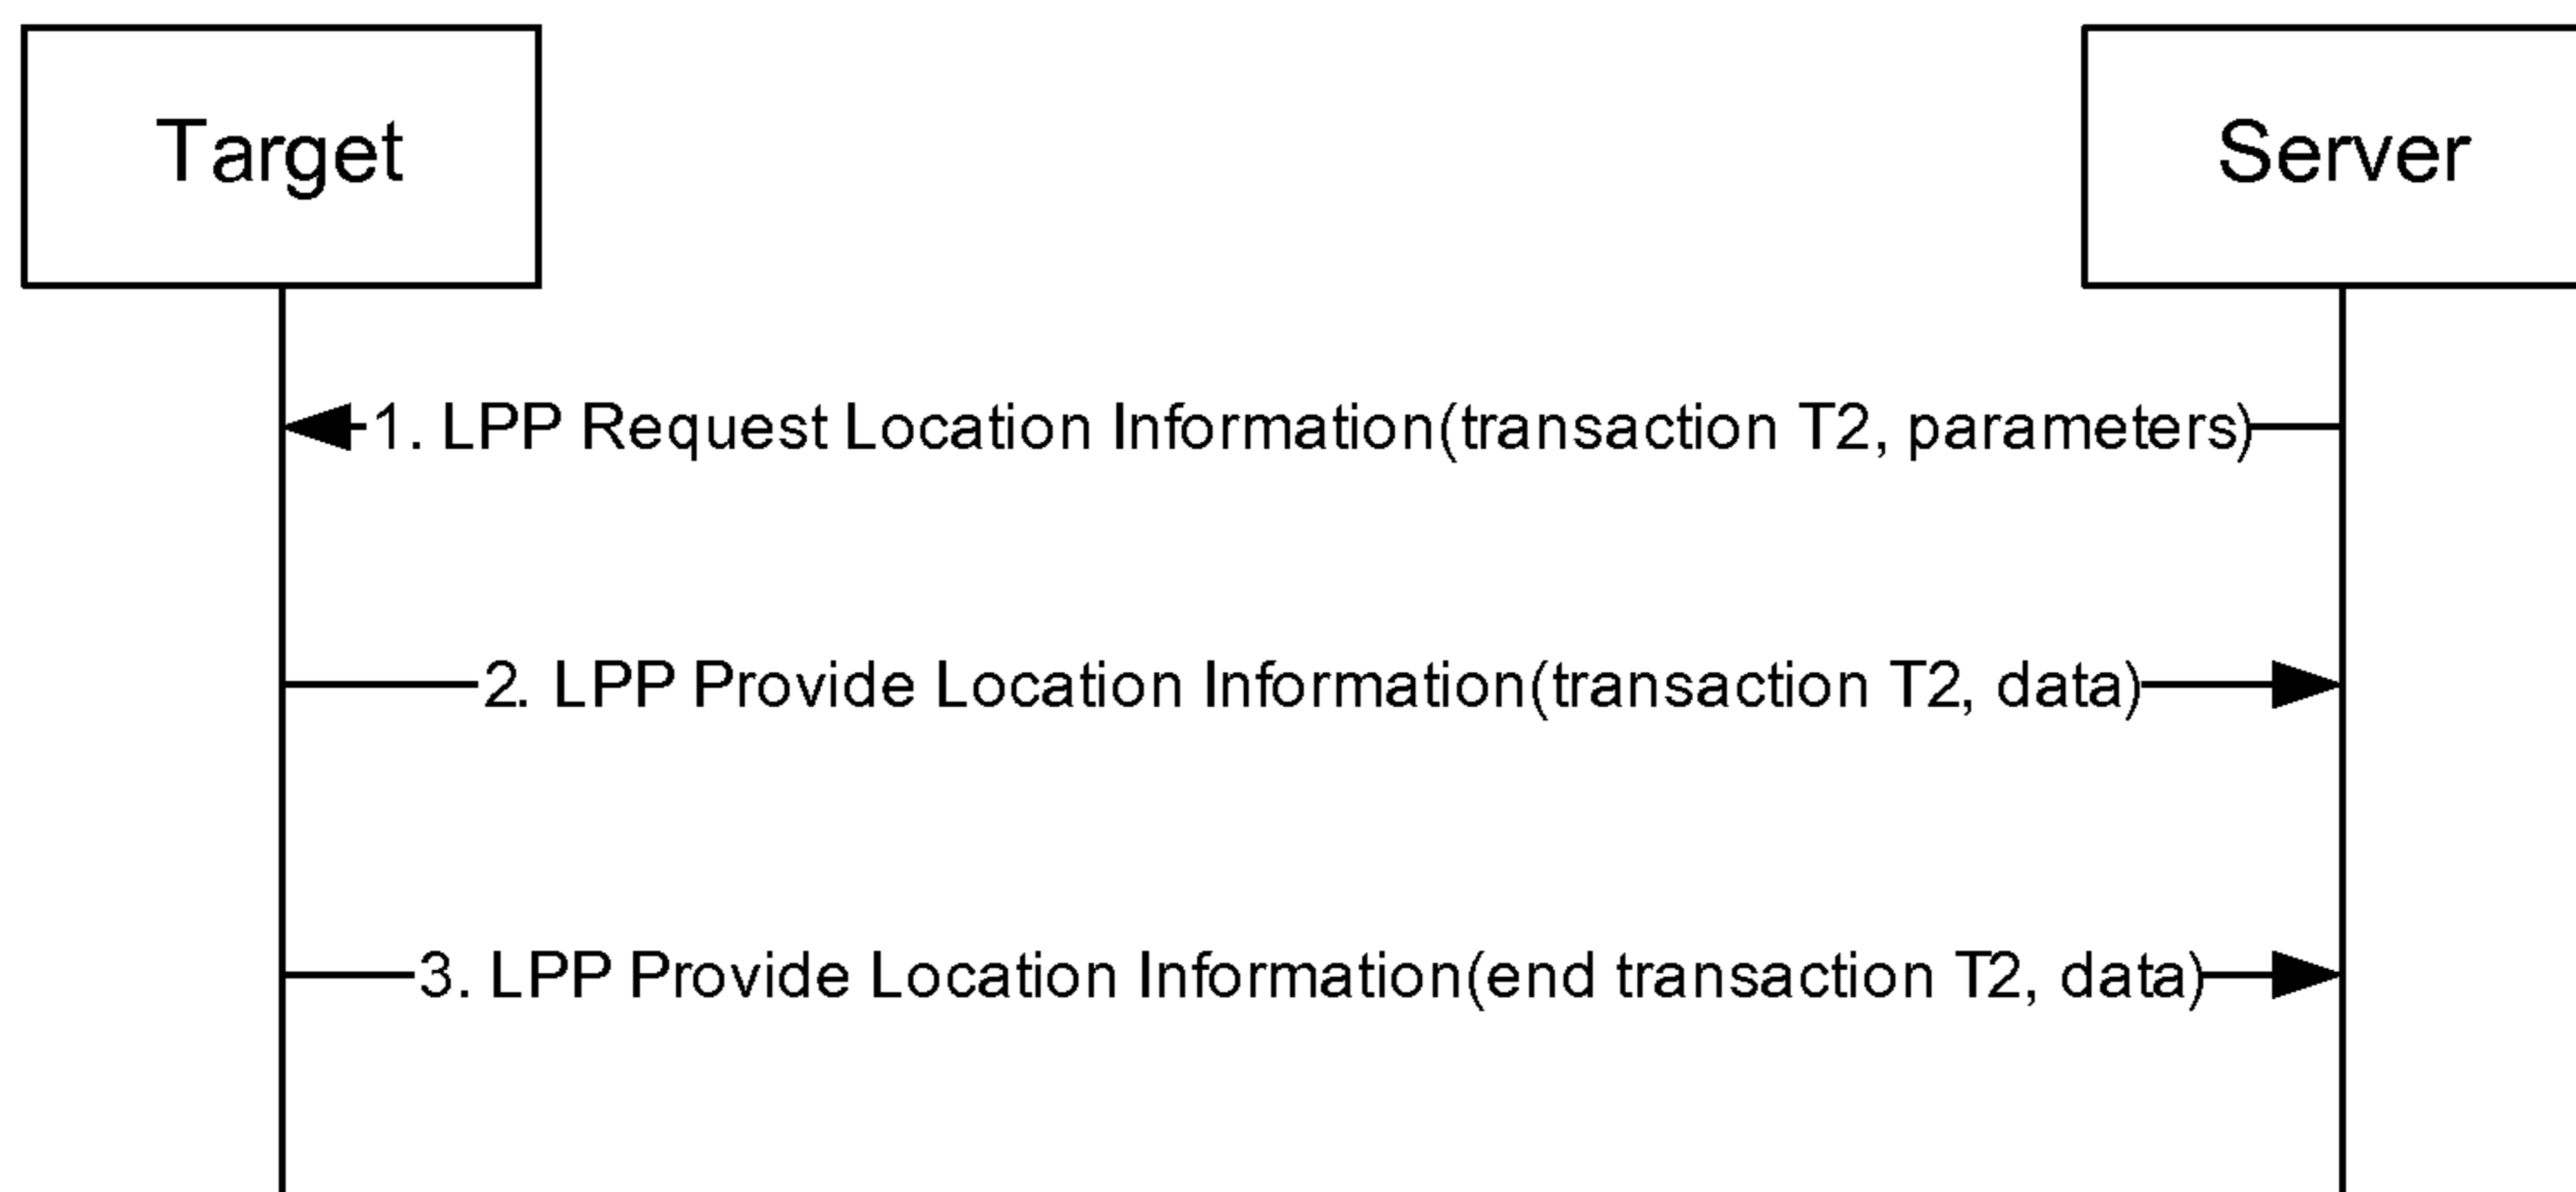 Target
Server
1. LPP Request Location Information(transaction T2, parameters)
2. LPP Provide Location Information(transaction T2, data)
3. LPP Provide Location Information(end transaction T2, data)